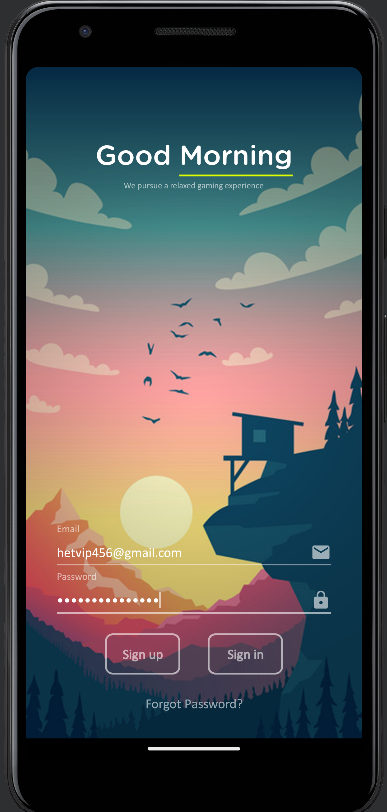 Good Morning
We pursue a relaxed gaming experience
Email
hetvip456@gmail.com
Password
•••••••••••••••
Sign up Sign in
Forgot Password?